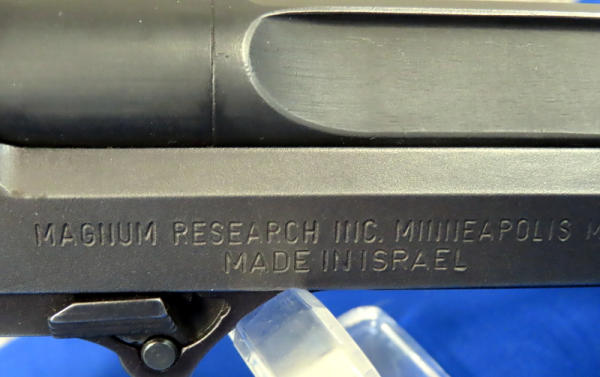 MAGNUM RESEARCH INC. MINNEAPOLIS M
MADE IN ISRAEL